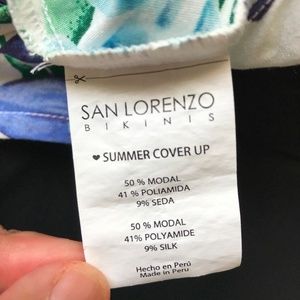 SAN LORENZO
BIKINIS
❤ SUMMER COVER UP
50 % MODAL
41 % POLIAMIDA
9% SEDA
50 % MODAL
41% POLYAMIDE
9% SILK
Hecho en Perú
Made in Peru